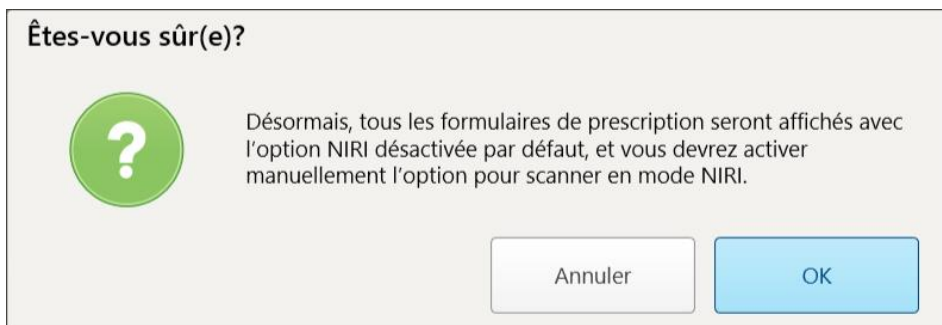 Êtes-vous sûr(e)?
Désormais, tous les formulaires de prescription seront affichés avec
l'option NIRI désactivée par défaut, et vous devrez activer
manuellement l'option pour scanner en mode NIRI.
Annuler
OK